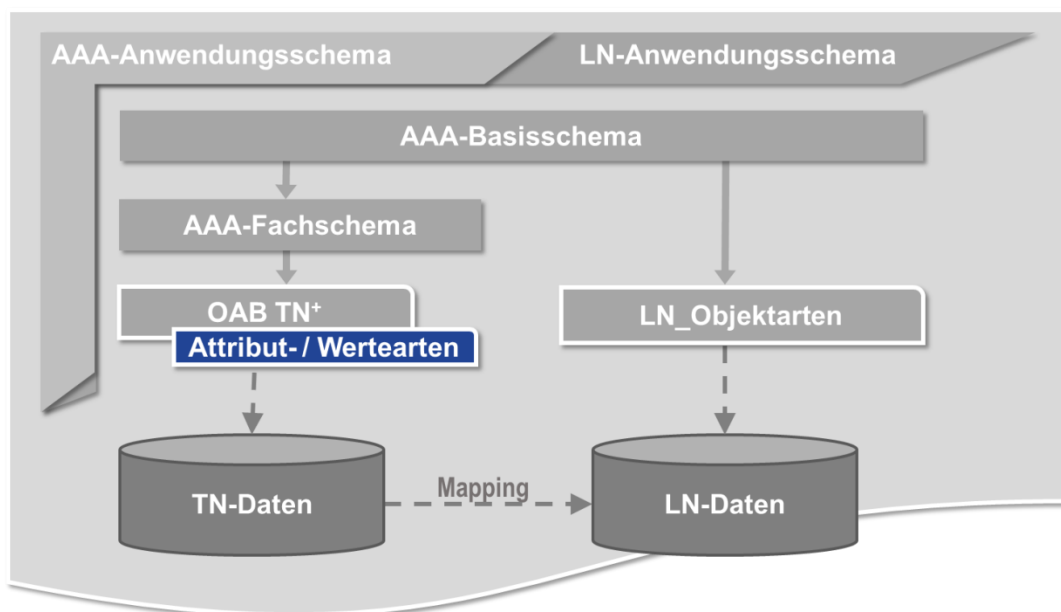 AAA-Anwendungsschema
LN-Anwendungsschema
AAA-Basisschema
AAA-Fachschema
OAB TN⁺
LN_Objektarten
Attribut- / Wertearten
Mapping
TN-Daten
LN-Daten